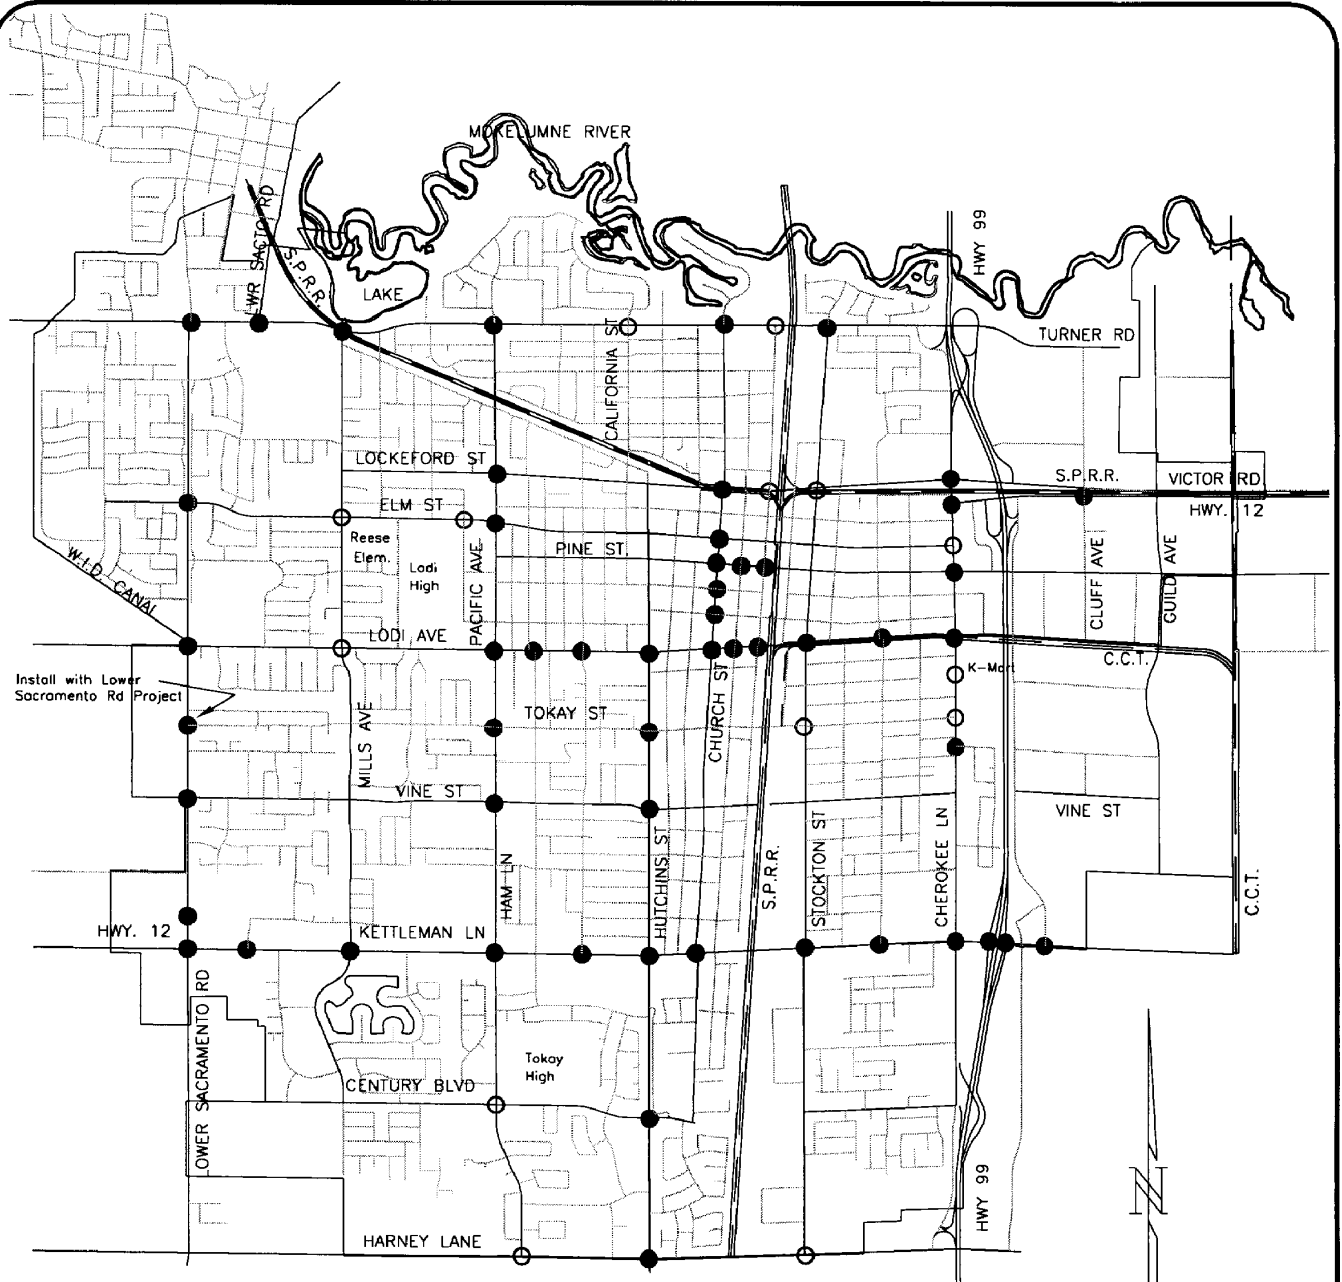 MOKELUMNE RIVER
HWY 99
LWR SACTO RD
S.P.R.R.
LAKE
TURNER RD
CALIFORNIA ST
LOCKEFORD ST
S.P.R.R.
VICTOR RD
HWY. 12
ELM ST
Reese
Elem.
Lodi
High
PACIFIC AVE
PINE ST.
CLUFF AVE
GUILD AVE
W.I.D. CANAL
LODI AVE
C.C.T.
K-Mart
Install with Lower
Sacramento Rd Project
CHURCH ST
TOKAY ST
MILLS AVE
VINE ST
VINE ST
HAM LN
HUTCHINS ST
S.P.R.R.
STOCKTON ST
CHEROKEE LN
C.C.T.
HWY. 12
KETTLEMAN LN
LOWER SACRAMENTO RD
Tokay
High
CENTURY BLVD
HWY 99
N
HARNEY LANE